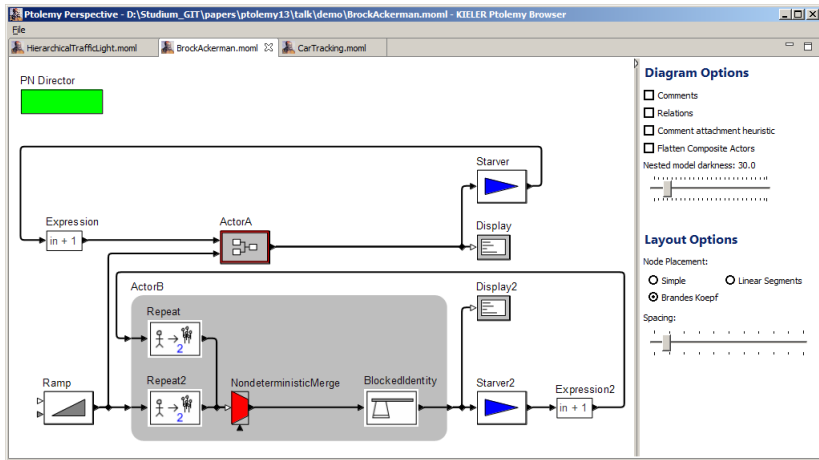 Ptolemy Perspective - D:\Studium_GIT\papers\ptolemy13\talk\demo\BrockAckerman.moml - KIELER Ptolemy Browser
File
HierarchicalTrafficLight.moml BrockAckerman.moml CarTracking.moml
PN Director
Starver
Expression
in + 1
ActorA
Display
ActorB
Display2
Repeat
2
Ramp
Repeat2
2
NondeterministicMerge
BlockedIdentity
Starver2
Expression2
in + 1
Diagram Options
Comments
Relations
Comment attachment heuristic
Flatten Composite Actors
Nested model darkness: 30.0
Layout Options
Node Placement:
Simple Linear Segments
Brandes Koepf
Spacing: